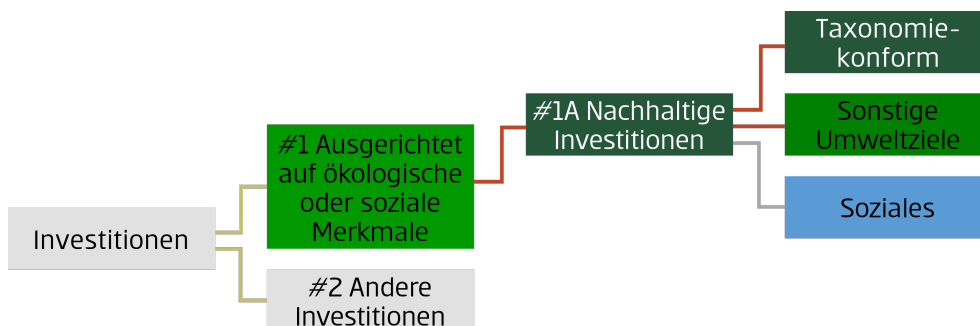 Investitionen
#1 Ausgerichtet
auf ökologische
oder soziale
Merkmale
#2 Andere
Investitionen
#1A Nachhaltige
Investitionen
Taxonomie-
konform
Sonstige
Umweltziele
Soziales